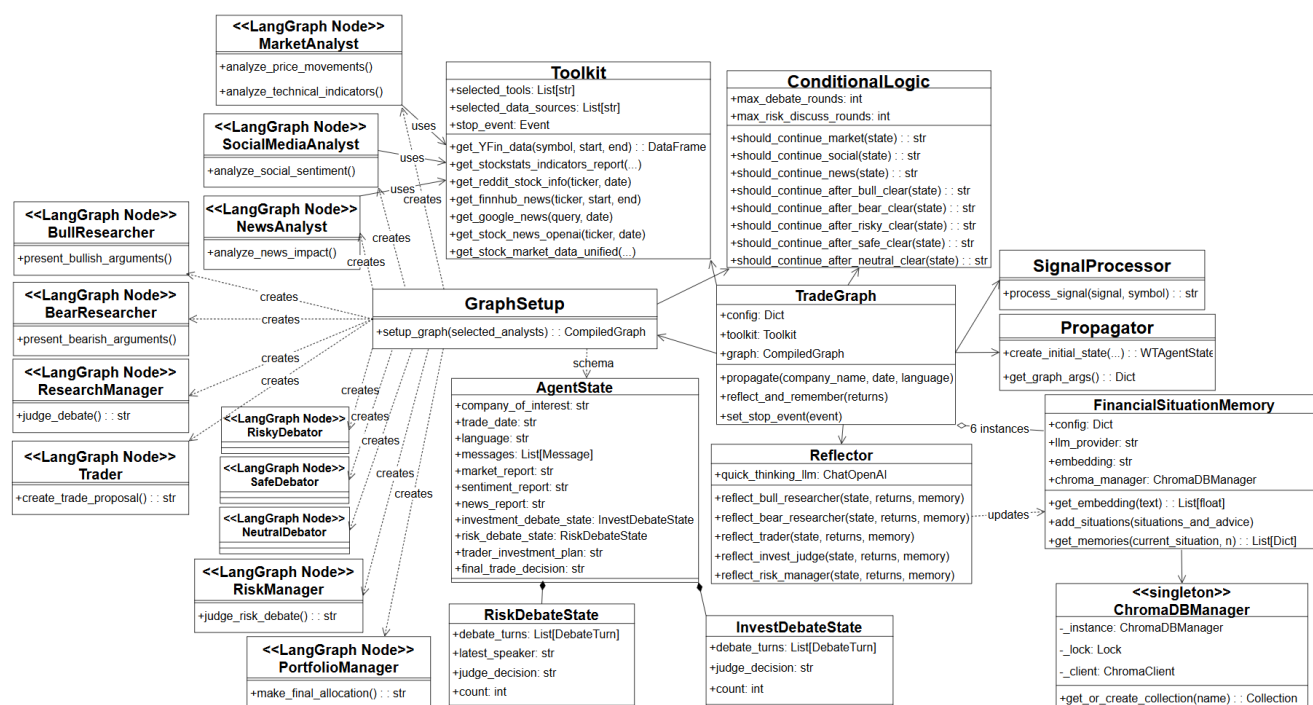 <<LangGraph Node>>
MarketAnalyst
+analyze_price_movements()
+analyze_technical_indicators()
<<LangGraph Node>>
SocialMediaAnalyst
+analyze_social_sentiment()
<<LangGraph Node>>
NewsAnalyst
+analyze_news_impact()
<<LangGraph Node>>
BullResearcher
+present_bullish_arguments()
<<LangGraph Node>>
BearResearcher
+present_bearish_arguments()
<<LangGraph Node>>
ResearchManager
+judge_debate() : : str
<<LangGraph Node>>
Trader
+create_trade_proposal() : : str
<<LangGraph Node>>
RiskyDebator
<<LangGraph Node>>
SafeDebator
<<LangGraph Node>>
NeutralDebator
<<LangGraph Node>>
RiskManager
+judge_risk_debate() : : str
<<LangGraph Node>>
PortfolioManager
+make_final_allocation() : : str
uses
uses
uses
creates
creates
creates
creates
creates
creates
creates
creates
creates
creates
creates
creates
Toolkit
+selected_tools: List[str]
+selected_data_sources: List[str]
+stop_event: Event
+get_YFin_data(symbol, start, end) : : DataFrame
+get_stockstats_indicators_report(...)
+get_reddit_stock_info(ticker, date)
+get_finnhub_news(ticker, start, end)
+get_google_news(query, date)
+get_stock_news_openai(ticker, date)
+get_stock_market_data_unified(...)
ConditionalLogic
+max_debate_rounds: int
+max_risk_discuss_rounds: int
+should_continue_market(state) : : str
+should_continue_social(state) : : str
+should_continue_news(state) : : str
+should_continue_after_bull_clear(state) : : str
+should_continue_after_bear_clear(state) : : str
+should_continue_after_risky_clear(state) : : str
+should_continue_after_safe_clear(state) : : str
+should_continue_after_neutral_clear(state) : : str
GraphSetup
+setup_graph(selected_analysts) : : CompiledGraph
schema
TradeGraph
+config: Dict
+toolkit: Toolkit
+graph: CompiledGraph
+propagate(company_name, date, language)
+reflect_and_remember(returns)
+set_stop_event(event)
SignalProcessor
+process_signal(signal, symbol) : : str
Propagator
+create_initial_state(...) : : WTAgentState
+get_graph_args() : : Dict
AgentState
+company_of_interest: str
+trade_date: str
+language: str
+messages: List[Message]
+market_report: str
+sentiment_report: str
+news_report: str
+investment_debate_state: InvestDebateState
+risk_debate_state: RiskDebateState
+trader_investment_plan: str
+final_trade_decision: str
6 instances
FinancialSituationMemory
+config: Dict
+llm_provider: str
+embedding: str
+chroma_manager: ChromaDBManager
+get_embedding(text) : : List[float]
+add_situations(situations_and_advice)
+get_memories(current_situation, n) : : List[Dict]
Reflector
+quick_thinking_llm: ChatOpenAI
+reflect_bull_researcher(state, returns, memory)
+reflect_bear_researcher(state, returns, memory)
+reflect_trader(state, returns, memory)
+reflect_invest_judge(state, returns, memory)
+reflect_risk_manager(state, returns, memory)
updates
RiskDebateState
+debate_turns: List[DebateTurn]
+latest_speaker: str
+judge_decision: str
+count: int
InvestDebateState
+debate_turns: List[DebateTurn]
+judge_decision: str
+count: int
<<singleton>>
ChromaDBManager
-_instance: ChromaDBManager
-_lock: Lock
-_client: ChromaClient
+get_or_create_collection(name) : : Collection